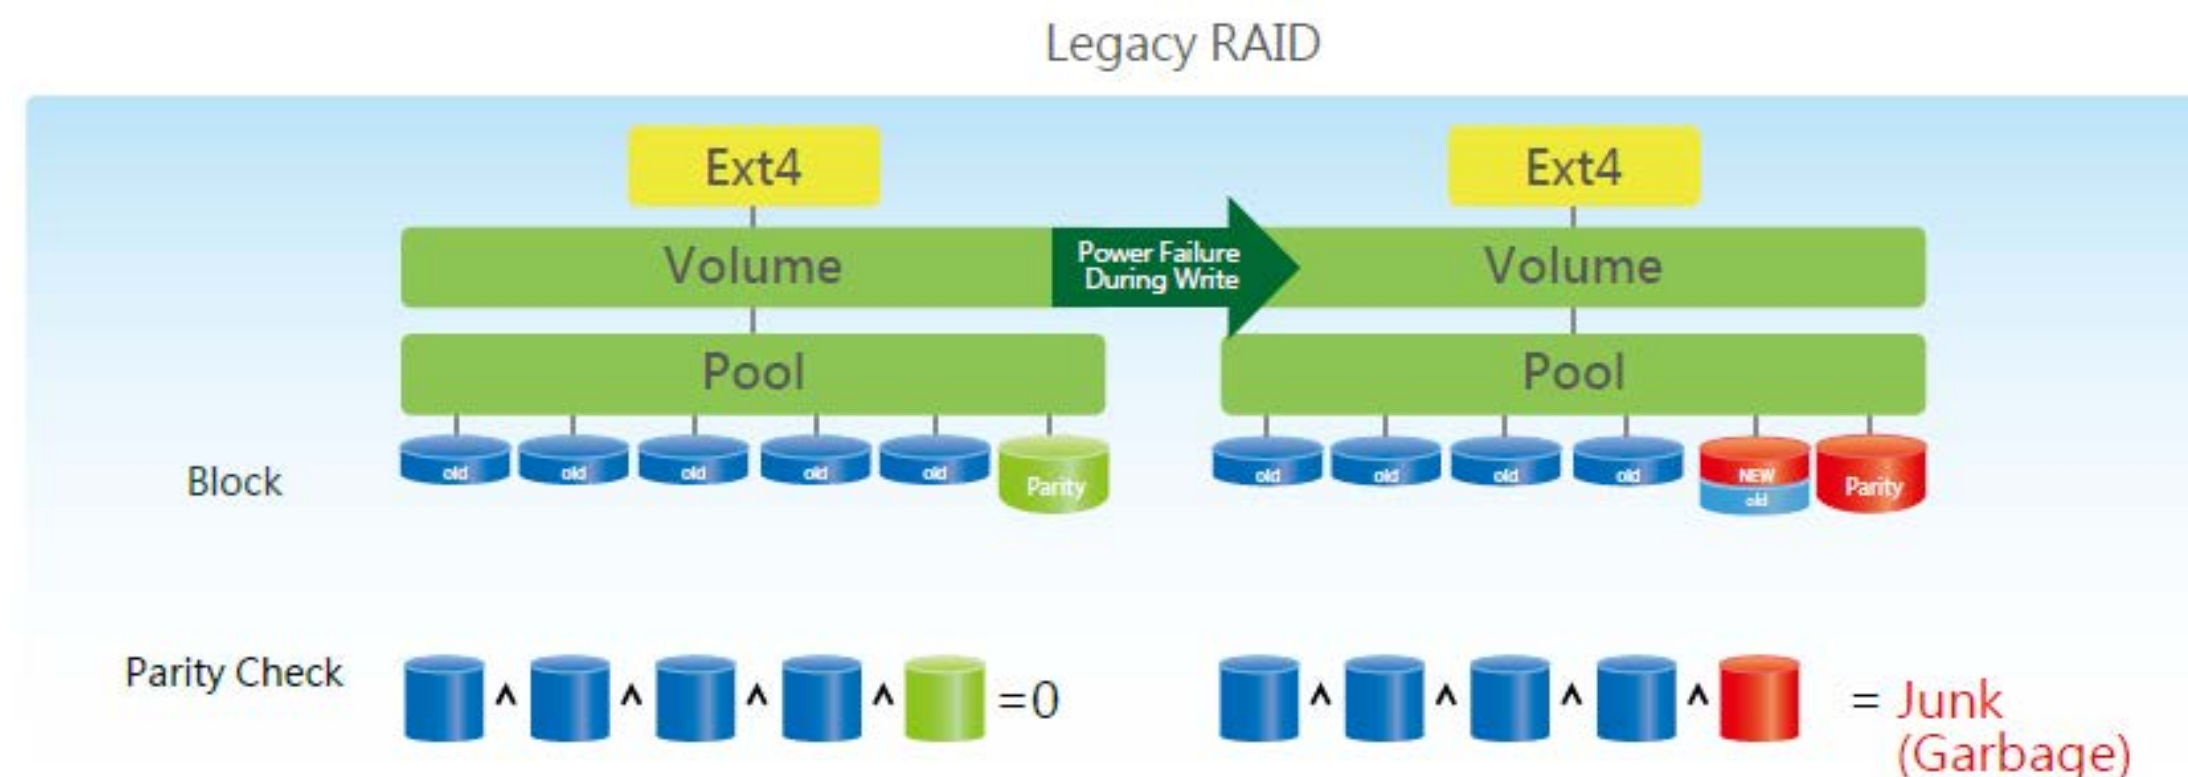 Legacy RAID
Ext4
Ext4
Volume
Power Failure
During Write
Volume
Pool
Pool
Block
old
old
old
old
old
Parity
old
old
old
old
NEW
old
Parity
Parity Check
^ ^ ^ ^ =0
^ ^ ^ ^ = Junk
(Garbage)